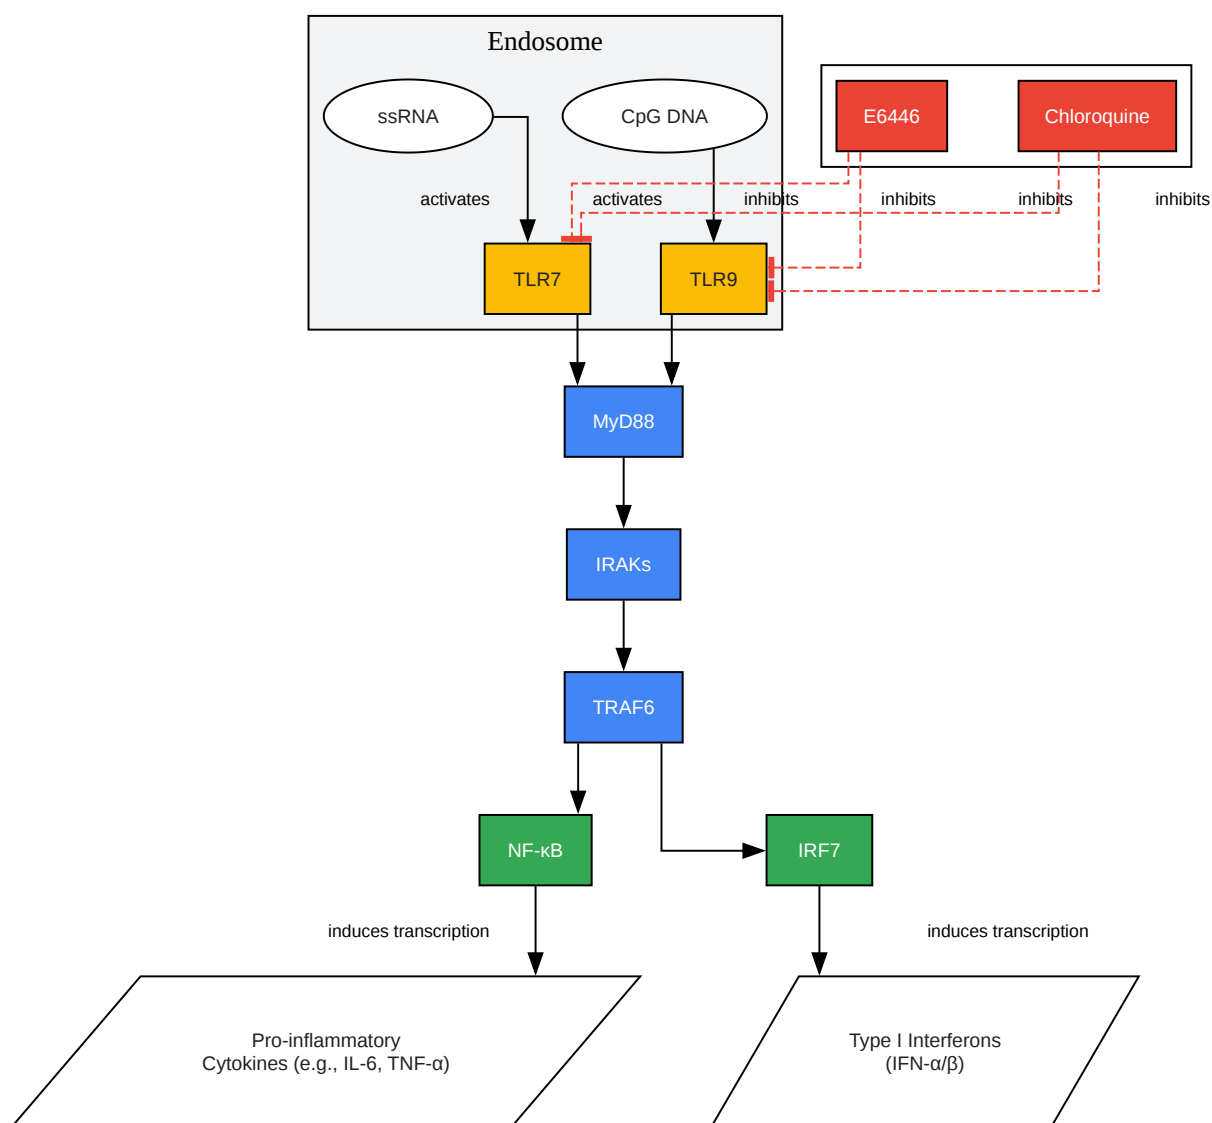 Endosome
ssRNA
CpG DNA
E6446
Chloroquine
activates
activates
inhibits
inhibits
inhibits
inhibits
TLR7
TLR9
MyD88
IRAKs
TRAF6
NF-κB
IRF7
induces transcription
induces transcription
Pro-inflammatory
Cytokines (e.g., IL-6, TNF-α)
Type I Interferons
(IFN-α/β)